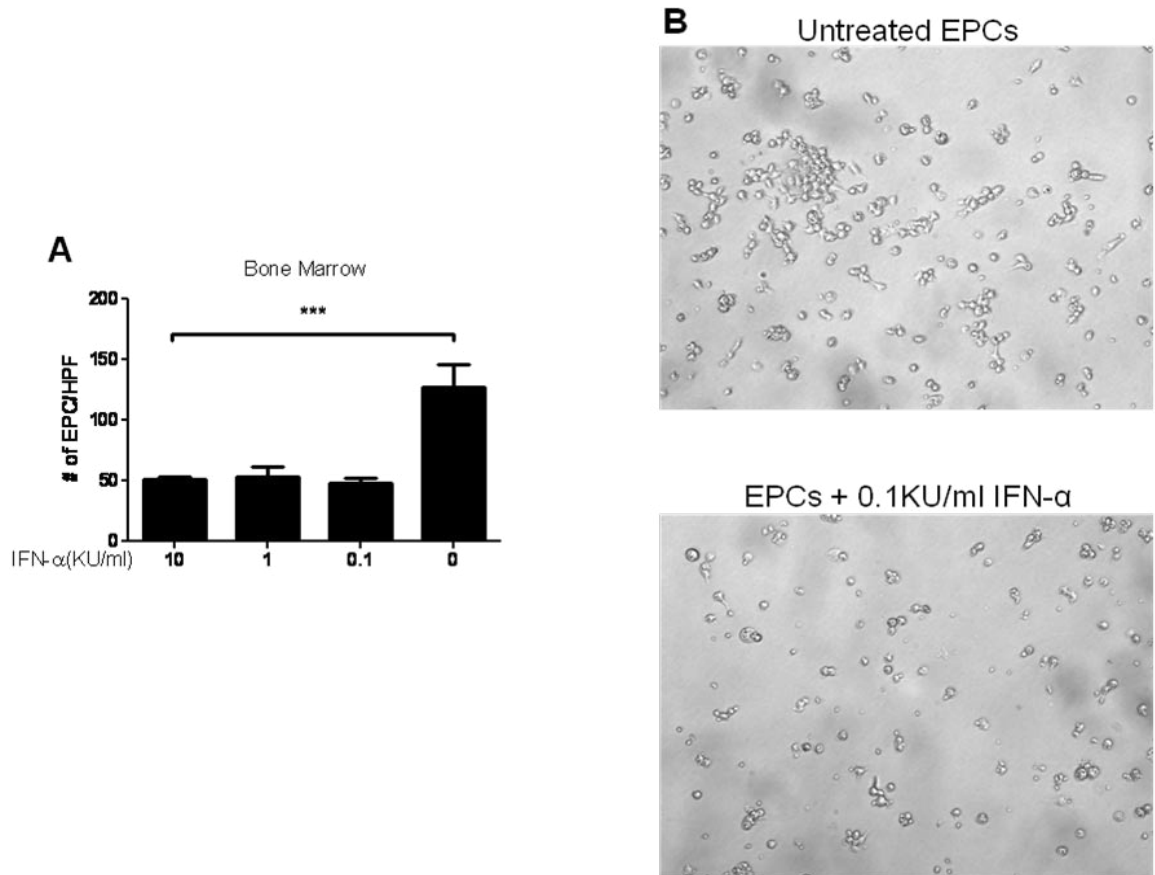 A
Bone Marrow
200
***
150
# of EPC/HPF
100
50
0
IFN-α(KU/ml) 10 1 0.1 0
B
Untreated EPCs
EPCs + 0.1KU/ml IFN-α